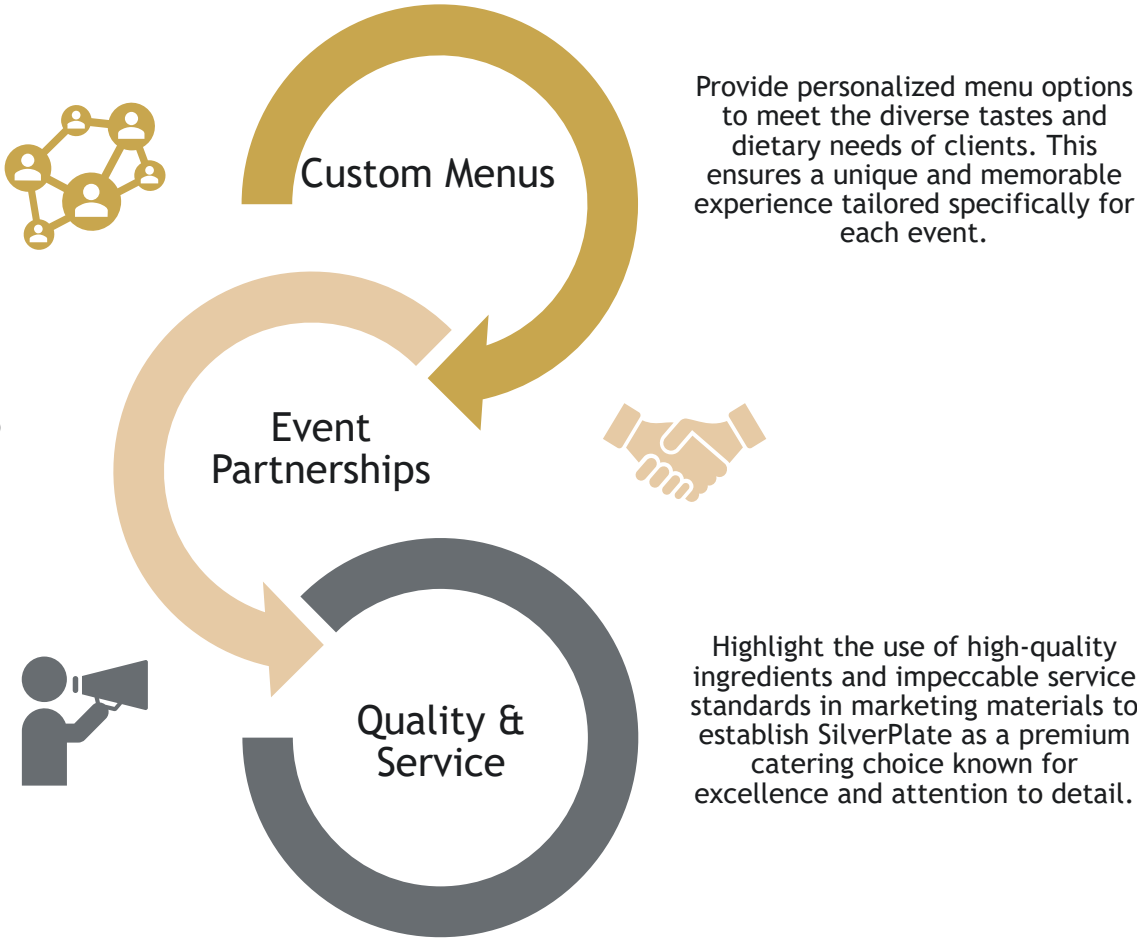 Custom Menus
Provide personalized menu options
to meet the diverse tastes and
dietary needs of clients. This
ensures a unique and memorable
experience tailored specifically for
each event.
Event
Partnerships
Quality &
Service
Highlight the use of high-quality
ingredients and impeccable service
standards in marketing materials to
establish SilverPlate as a premium
catering choice known for
excellence and attention to detail.